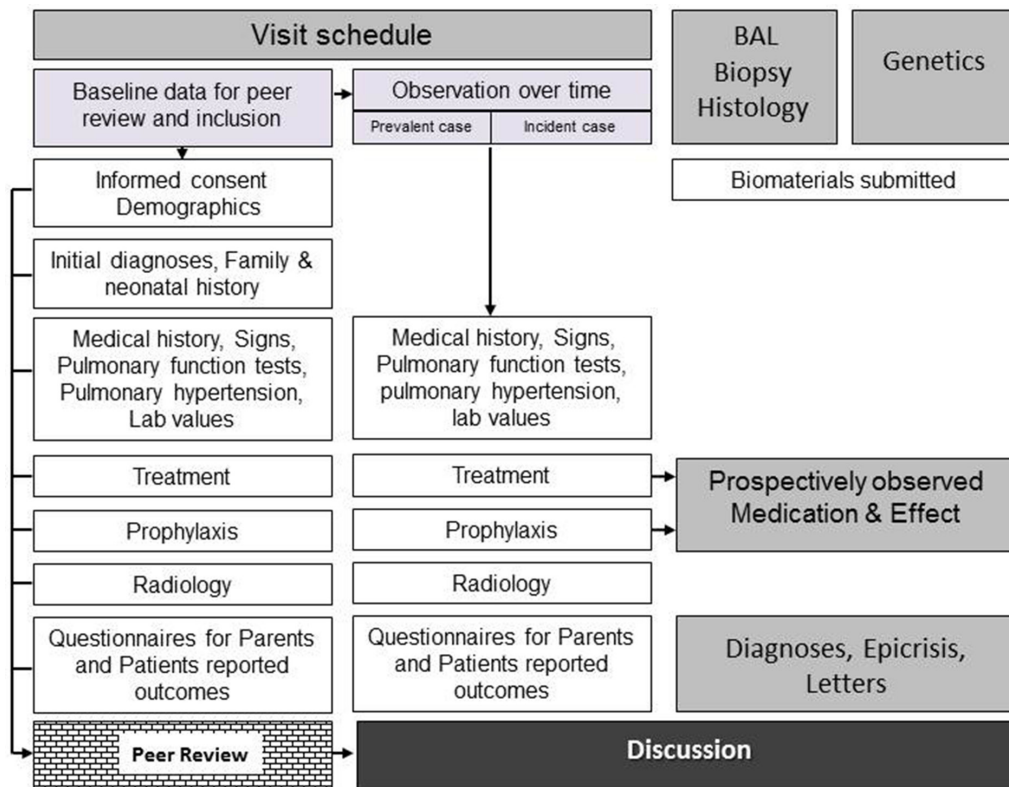 Visit schedule
BAL
Biopsy
Histology
Genetics
Baseline data for peer
review and inclusion
Observation over time
Prevalent case
Incident case
Informed consent
Demographics
Biomaterials submitted
Initial diagnoses, Family &
neonatal history
Medical history, Signs,
Pulmonary function tests,
Pulmonary hypertension,
Lab values
Medical history, Signs,
Pulmonary function tests,
pulmonary hypertension,
lab values
Treatment
Treatment
Prospectively observed
Medication & Effect
Prophylaxis
Prophylaxis
Radiology
Radiology
Questionnaires for Parents
and Patients reported
outcomes
Questionnaires for Parents
and Patients reported
outcomes
Diagnoses, Epicrisis,
Letters
Peer Review
Discussion